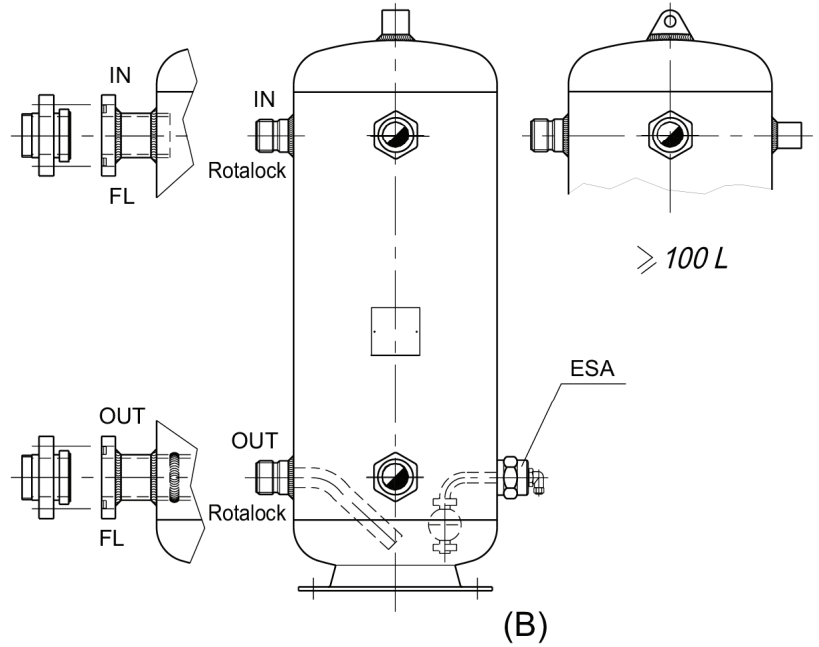 IN
FL
IN
Rotalock
≥ 100 L
ESA
OUT
FL
OUT
Rotalock
(B)